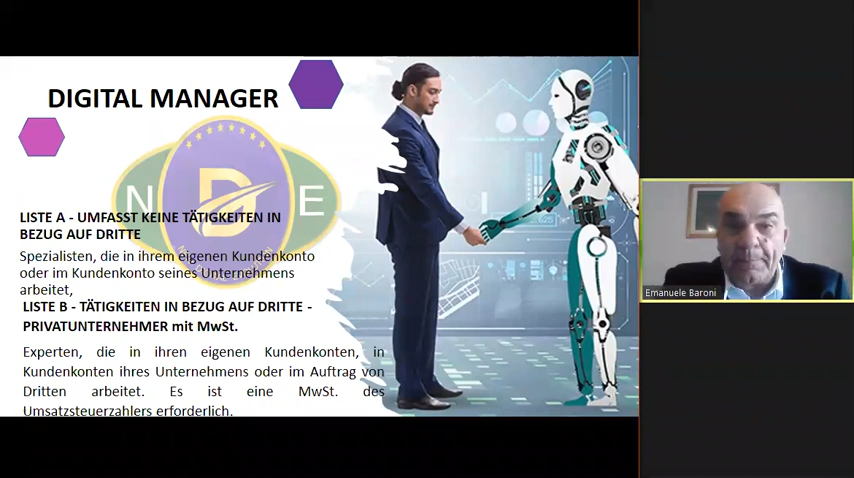 DIGITAL MANAGER
N D E
LISTE A - UMFASST KEINE TÄTIGKEITEN IN
BEZUG AUF DRITTE
Spezialisten, die in ihrem eigenen Kundenkonto
oder im Kundenkonto seines Unternehmens
arbeitet,
LISTE B - TÄTIGKEITEN IN BEZUG AUF DRITTE -
PRIVATUNTERNEHMER mit MwSt.
Experten, die in ihren eigenen Kundenkonten, in
Kundenkonten ihres Unternehmens oder im Auftrag von
Dritten arbeitet. Es ist eine MwSt. des
Umsatzsteuerzahlers erforderlich.
Emanuele Baroni